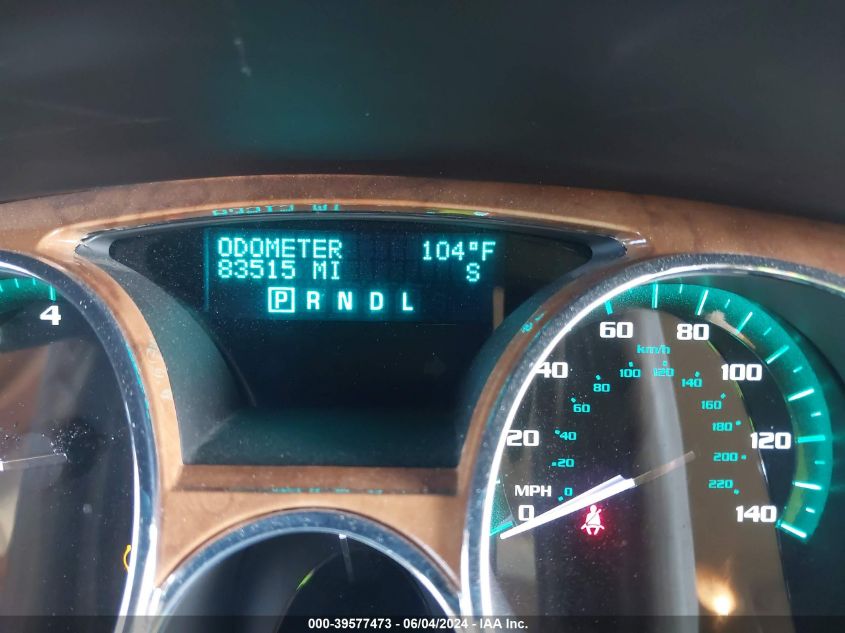 ODOMETER 104°F
83515 MI S
P R N D L
4
60 80
km/h
40 80 100 120 140 100
60 160
20 40 180 120
20 200
MPH 0 220
0 140
000-39577473 - 06/04/2024 - IAA Inc.